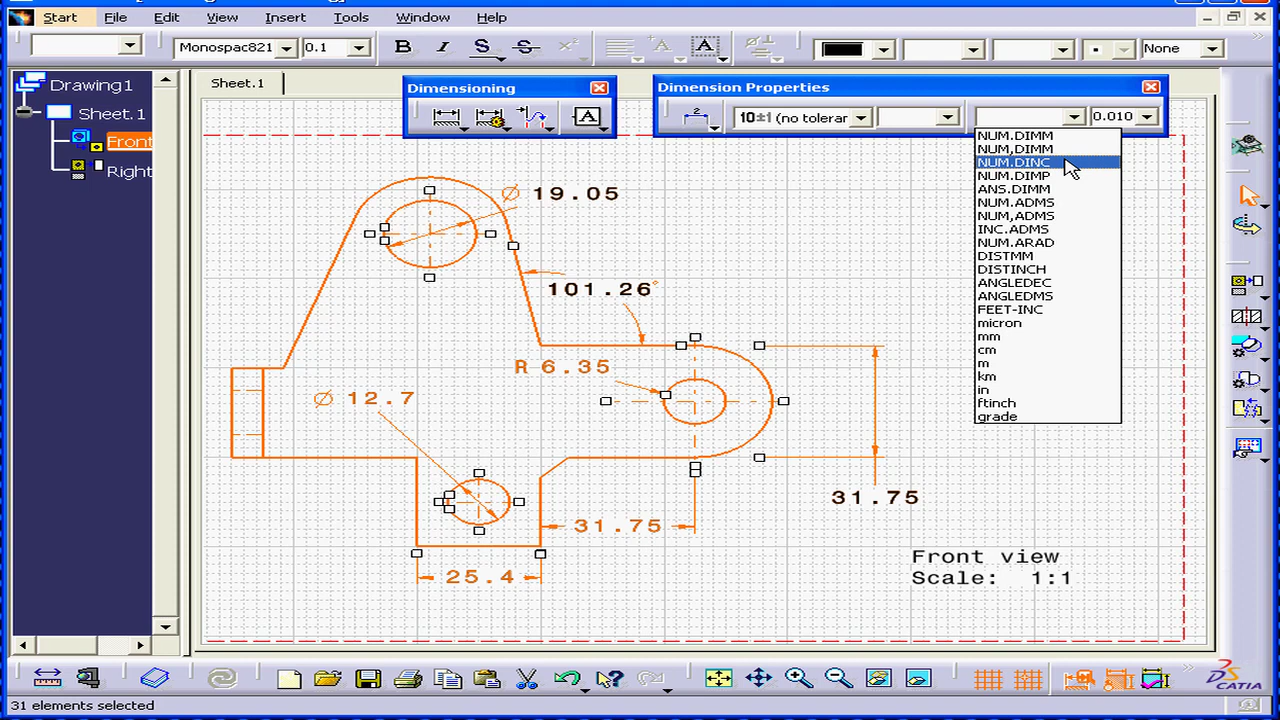 Start File Edit View Insert Tools Window Help
Monospac821 0.1 B I S S None
Drawing1
Sheet.1
Front
Right
Sheet.1
Dimensioning
Dimension Properties
10±1 (no tolerar
0.010
NUM.DIMM
NUM,DIMM
NUM.DINC
NUM.DIMP
ANS.DIMM
NUM.ADMS
NUM,ADMS
INC.ADMS
NUM.ARAD
DISTMM
DISTINCH
ANGLEDEC
ANGLEDMS
FEET-INC
micron
mm
cm
m
km
in
ftinch
grade
Ø 19.05
101.26°
R 6.35
Ø 12.7
31.75
31.75
25.4
Front view
Scale: 1:1
CATIA
31 elements selected